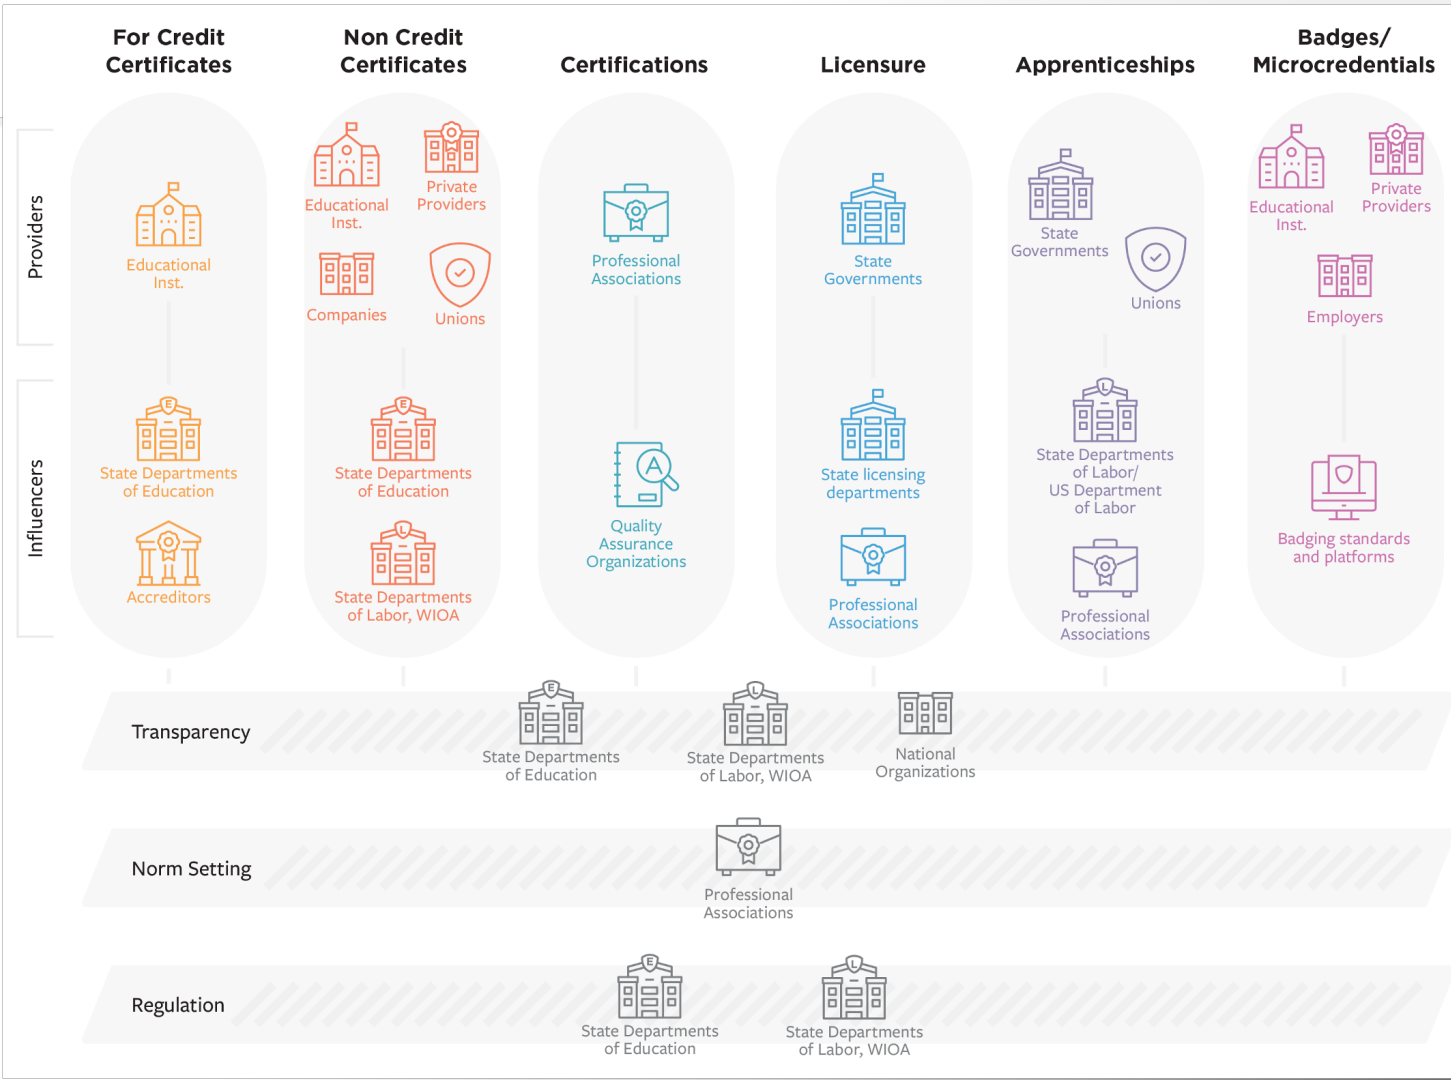 For Credit
Certificates
Non Credit
Certificates
Certifications
Licensure
Apprenticeships
Badges/
Microcredentials
Providers
Educational
Inst.
Educational
Inst.
Private
Providers
Companies
Unions
Professional
Associations
State
Governments
State
Governments
Unions
Educational
Inst.
Private
Providers
Employers
Influencers
E
State Departments
of Education
Accreditors
E
State Departments
of Education
L
State Departments
of Labor, WIOA
A
Quality
Assurance
Organizations
State licensing
departments
Professional
Associations
L
State Departments
of Labor/
US Department
of Labor
Professional
Associations
Badging standards
and platforms
Transparency
E
State Departments
of Education
L
State Departments
of Labor, WIOA
National
Organizations
Norm Setting
Professional
Associations
Regulation
E
State Departments
of Education
L
State Departments
of Labor, WIOA